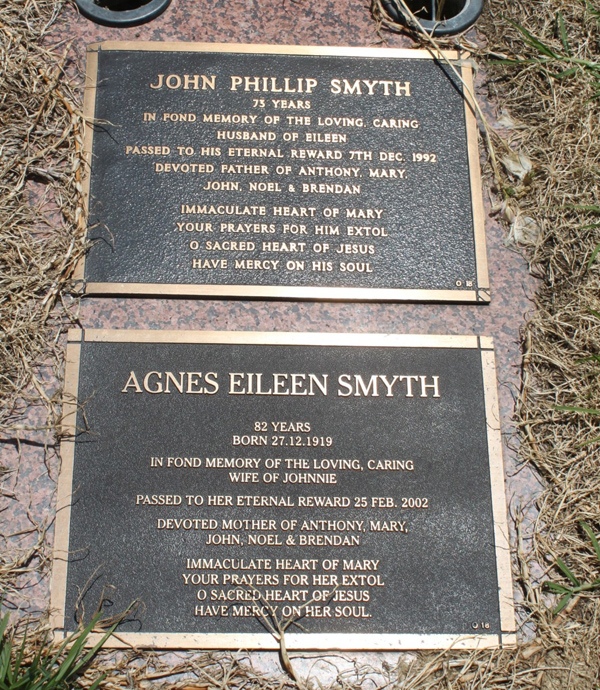 JOHN PHILLIP SMYTH
73 YEARS
IN FOND MEMORY OF THE LOVING, CARING
HUSBAND OF EILEEN
PASSED TO HIS ETERNAL REWARD 7TH DEC. 1992
DEVOTED FATHER OF ANTHONY, MARY,
JOHN, NOEL & BRENDAN
IMMACULATE HEART OF MARY
YOUR PRAYERS FOR HIM EXTOL
O SACRED HEART OF JESUS
HAVE MERCY ON HIS SOUL
O 18
AGNES EILEEN SMYTH
82 YEARS
BORN 27.12.1919
IN FOND MEMORY OF THE LOVING, CARING
WIFE OF JOHNNIE
PASSED TO HER ETERNAL REWARD 25 FEB. 2002
DEVOTED MOTHER OF ANTHONY, MARY,
JOHN, NOEL & BRENDAN
IMMACULATE HEART OF MARY
YOUR PRAYERS FOR HER EXTOL
O SACRED HEART OF JESUS
HAVE MERCY ON HER SOUL.
O 18